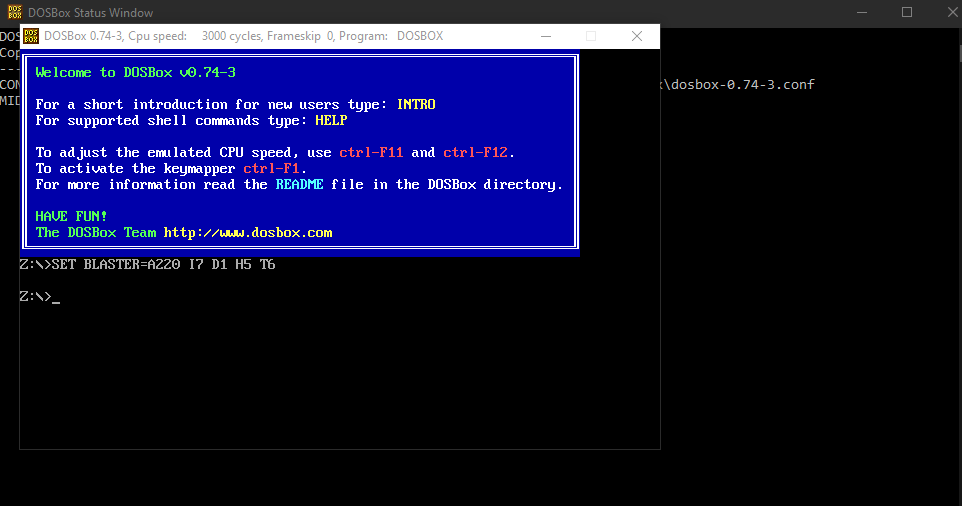 DOSBox Status Window
DOSBox 0.74-3, Cpu speed: 3000 cycles, Frameskip 0, Program: DOSBOX
DOS
Cop
---
CON
x\dosbox-0.74-3.conf
MID
Welcome to DOSBox v0.74-3
For a short introduction for new users type: INTRO
For supported shell commands type: HELP
To adjust the emulated CPU speed, use ctrl-F11 and ctrl-F12.
To activate the keymapper ctrl-F1.
For more information read the README file in the DOSBox directory.
HAVE FUN!
The DOSBox Team http://www.dosbox.com
Z:\>SET BLASTER=A220 I7 D1 H5 T6
Z:\>_